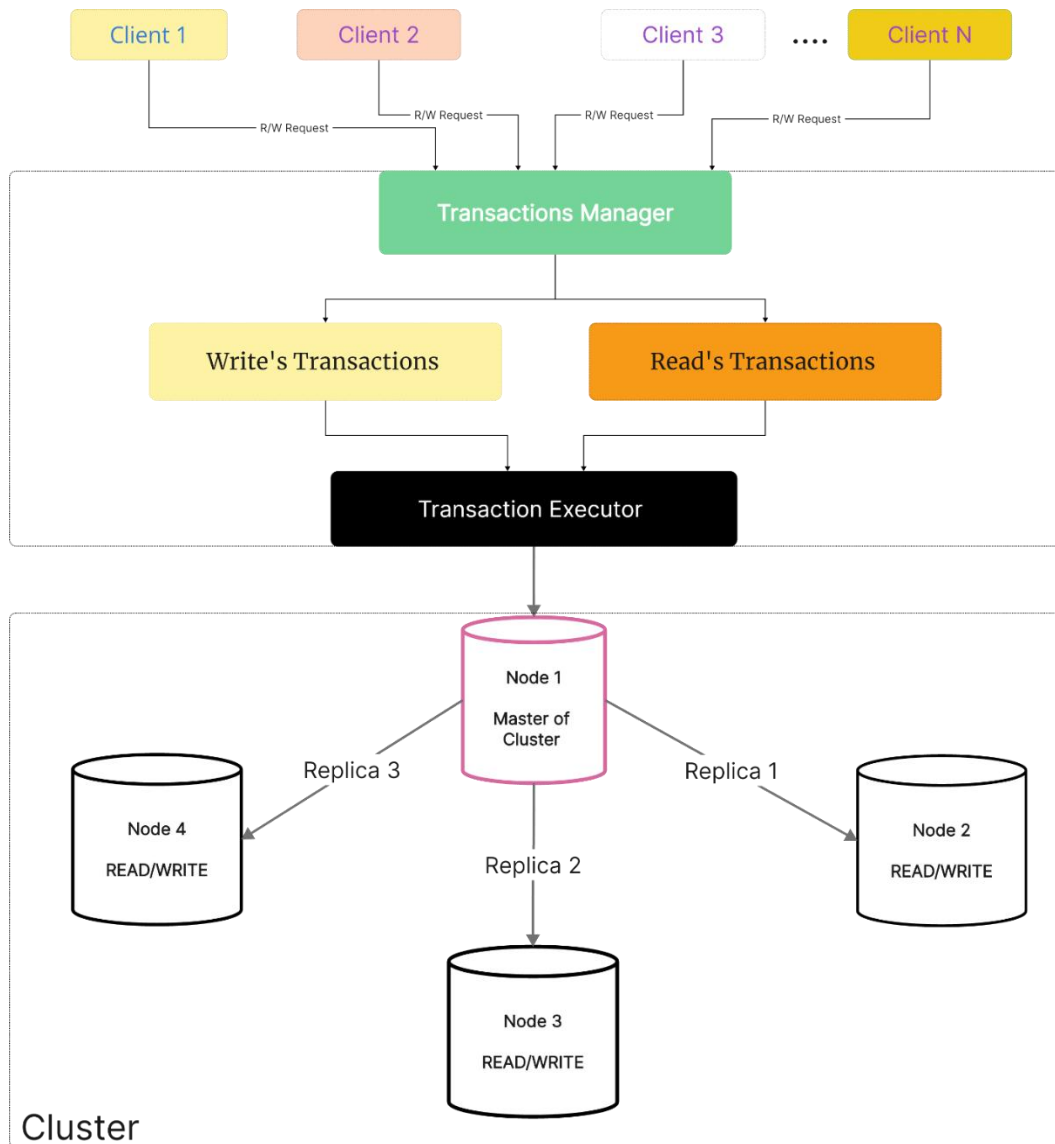 Client 1
Client 2
Client 3
....
Client N
R/W Request
R/W Request
R/W Request
R/W Request
Transactions Manager
Write's Transactions
Read's Transactions
Transaction Executor
Node 1
Master of
Cluster
Replica 3
Replica 1
Node 4
READ/WRITE
Node 2
READ/WRITE
Replica 2
Node 3
READ/WRITE
Cluster